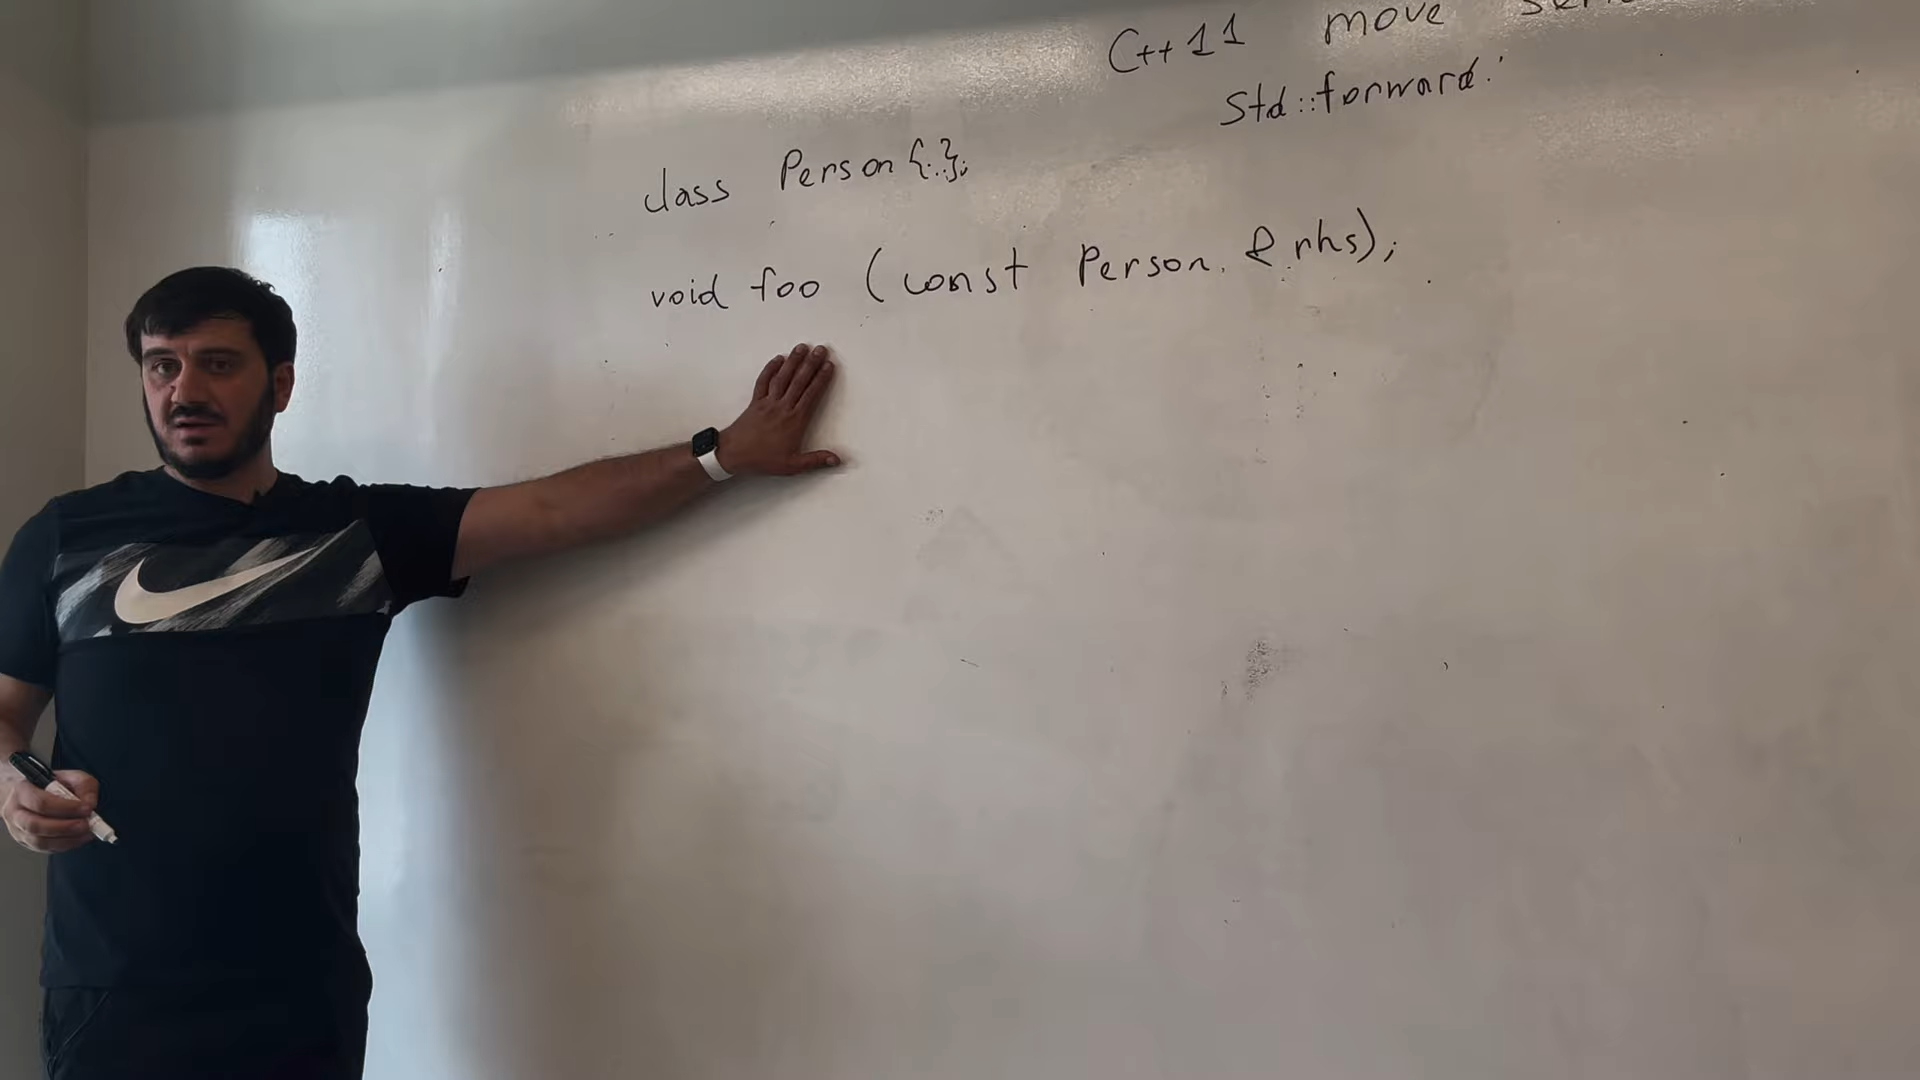 C++11 move
std::forward.
class Person{..};
void foo (const Person & rhs);